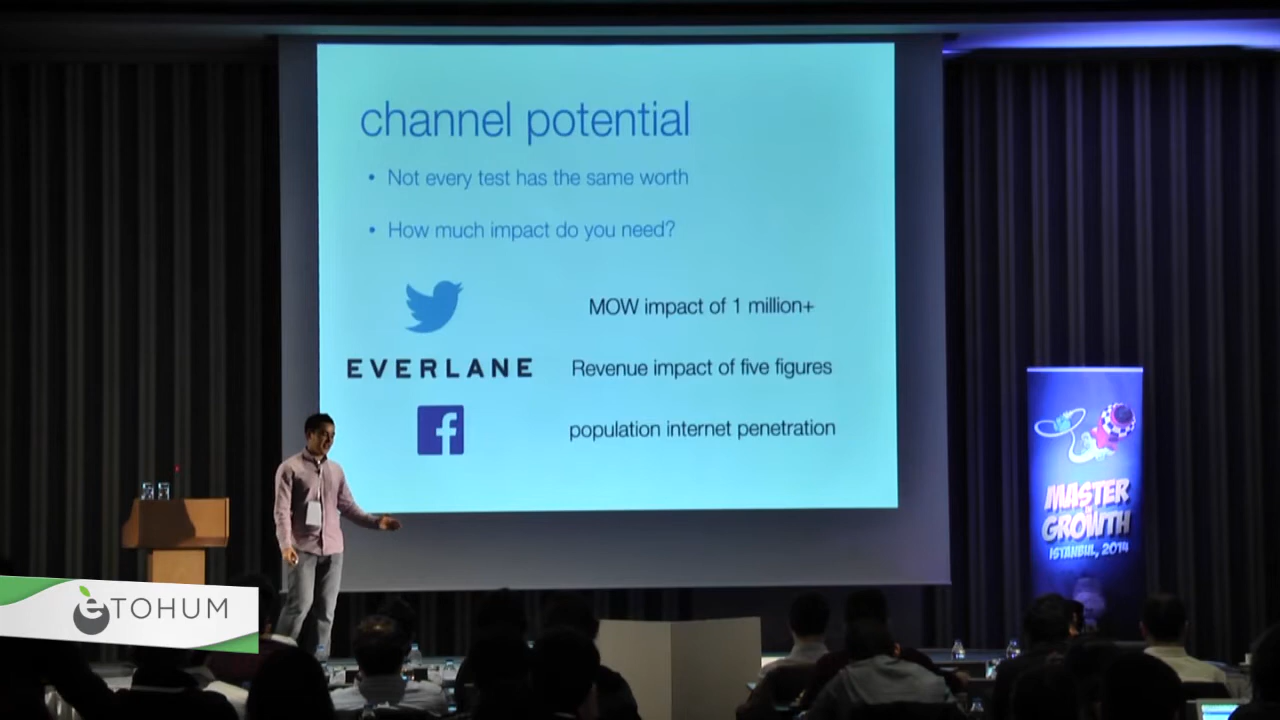 channel potential
• Not every test has the same worth
• How much impact do you need?
MOW impact of 1 million+
EVERLANE Revenue impact of five figures
f population internet penetration
MASTER
OF
GROWTH
ISTANBUL, 2014
eTOHUM